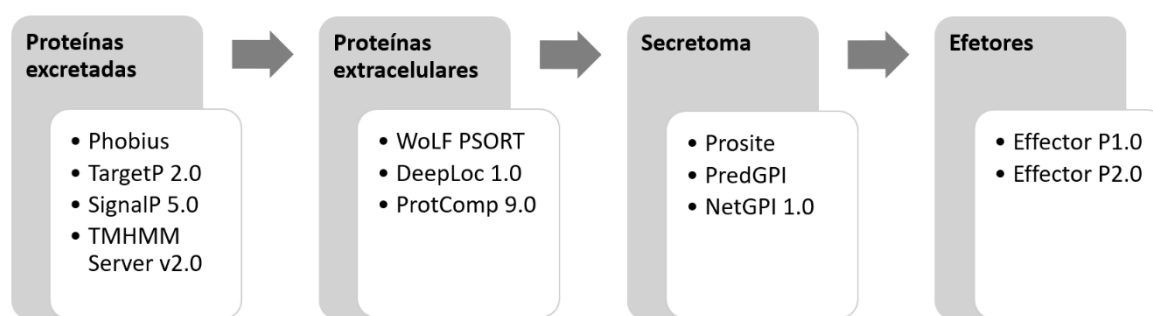 Proteínas
excretadas
• Phobius
• TargetP 2.0
• SignalP 5.0
• TMHMM
Server v2.0
Proteínas
extracelulares
• WoLF PSORT
• DeepLoc 1.0
• ProtComp 9.0
Secretoma
• Prosite
• PredGPI
• NetGPI 1.0
Efetores
• Effector P1.0
• Effector P2.0